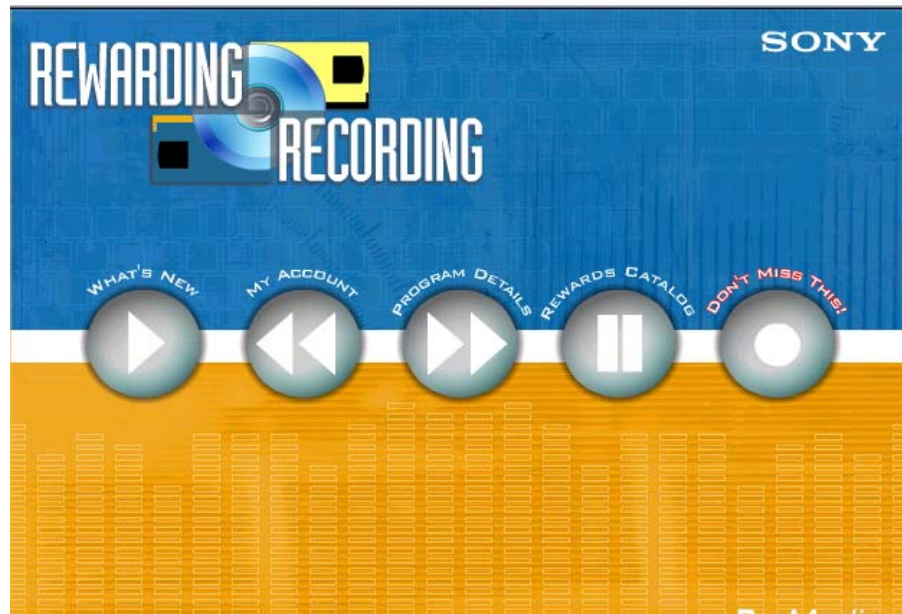 SONY
REWARDING
RECORDING
WHAT'S NEW
MY ACCOUNT
PROGRAM DETAILS
REWARDS CATALOG
DON'T MISS THIS!